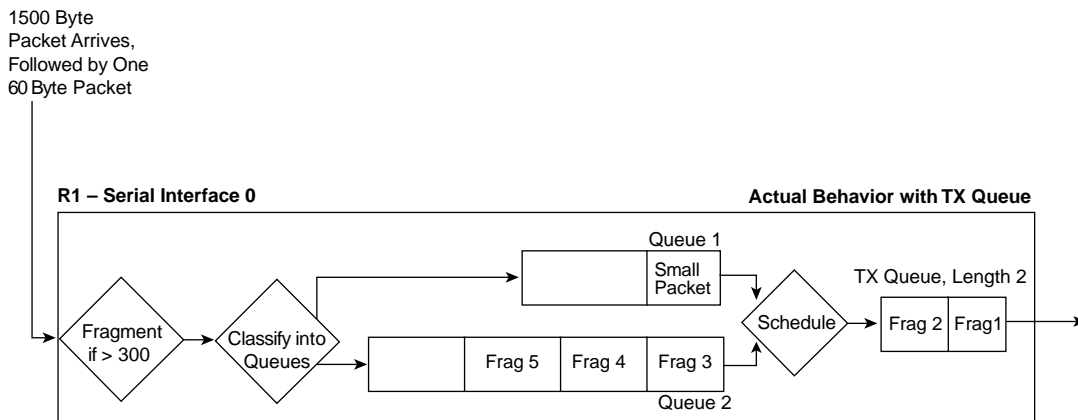 1500 Byte
Packet Arrives,
Followed by One
60 Byte Packet
R1 – Serial Interface 0
Actual Behavior with TX Queue
Fragment
if > 300
Classify into
Queues
Queue 1
Small
Packet
Frag 5
Frag 4
Frag 3
Queue 2
Schedule
TX Queue, Length 2
Frag 2
Frag1